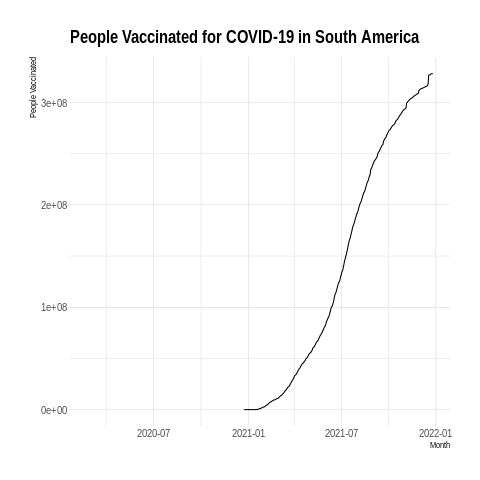 People Vaccinated for COVID-19 in South America
People Vaccinated
3e+08
2e+08
1e+08
0e+00
2020-07 2021-01 2021-07 2022-01
Month